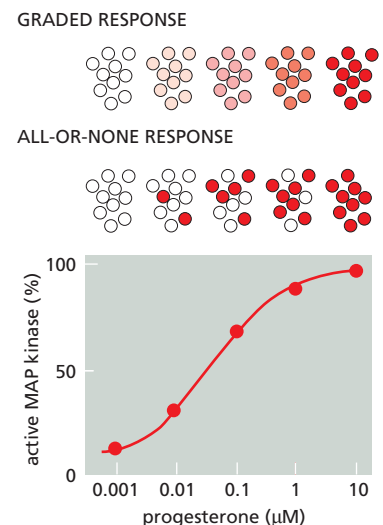 GRADED RESPONSE
ALL-OR-NONE RESPONSE
100
50
0
active MAP kinase (%)
0.001 0.01 0.1 1 10
progesterone (μM)